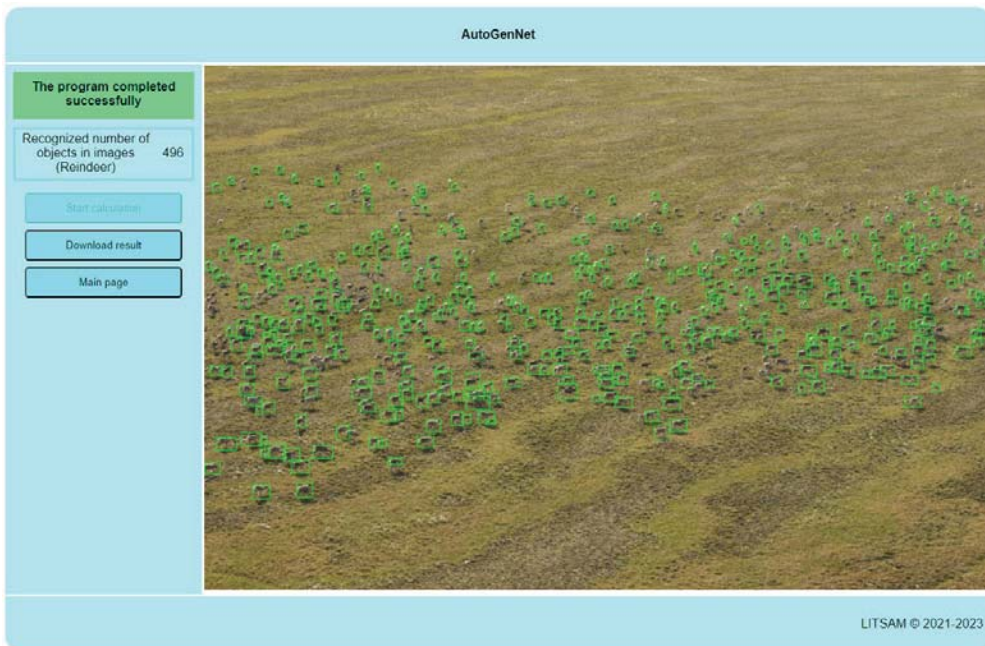 AutoGenNet
The program completed
successfully
Recognized number of
objects in images
(Reindeer)
496
Start calculation
Download result
Main page
LITSAM © 2021-2023